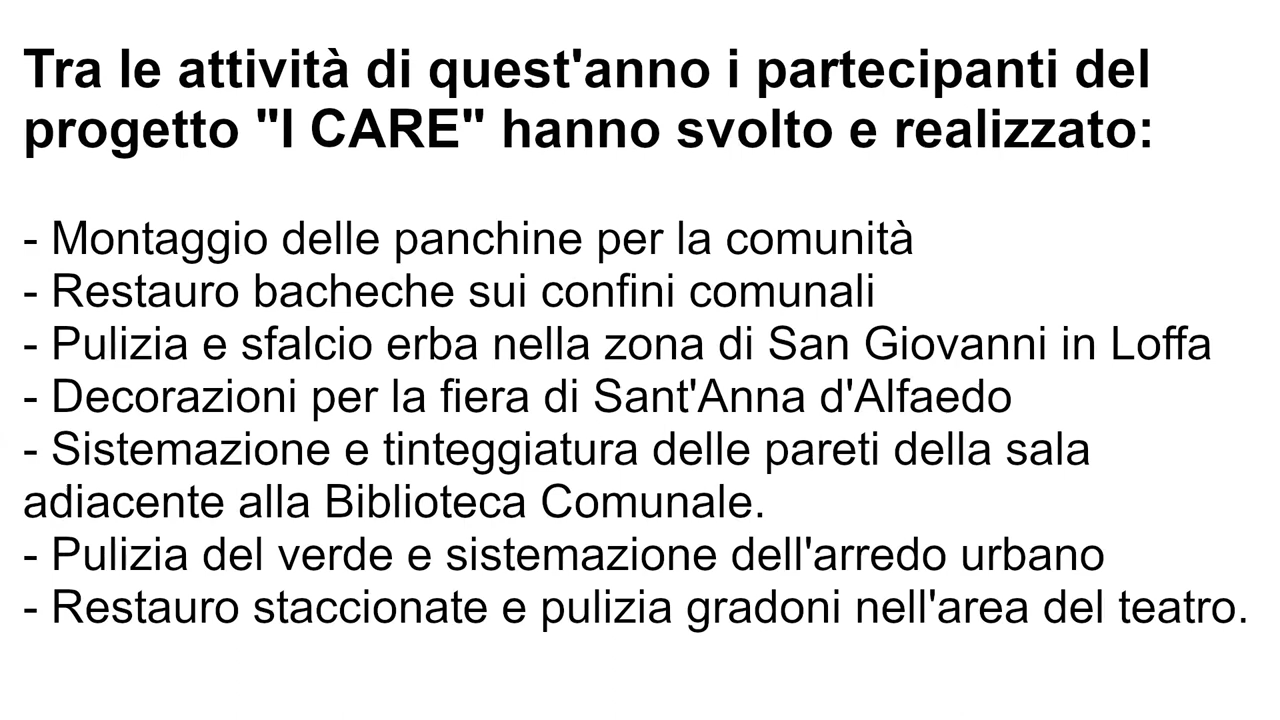 Tra le attività di quest'anno i partecipanti del
progetto "I CARE" hanno svolto e realizzato:
- Montaggio delle panchine per la comunità
- Restauro bacheche sui confini comunali
- Pulizia e sfalcio erba nella zona di San Giovanni in Loffa
- Decorazioni per la fiera di Sant'Anna d'Alfaedo
- Sistemazione e tinteggiatura delle pareti della sala
adiacente alla Biblioteca Comunale.
- Pulizia del verde e sistemazione dell'arredo urbano
- Restauro staccionate e pulizia gradoni nell'area del teatro.